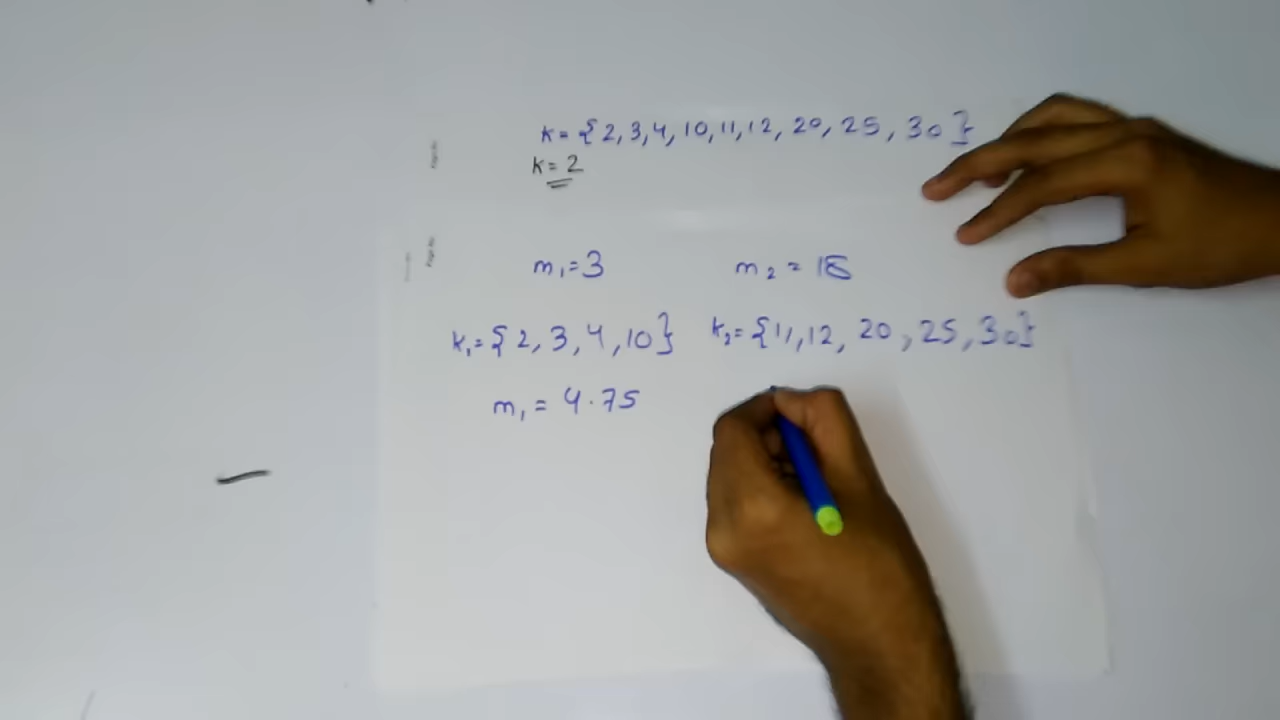 K = {2, 3, 4, 10, 11, 12, 20, 25, 30}
K = 2
m₁ = 3 m₂ = 18
K₁ = {2, 3, 4, 10} K₂ = {11, 12, 20, 25, 30}
m₁ = 4.75